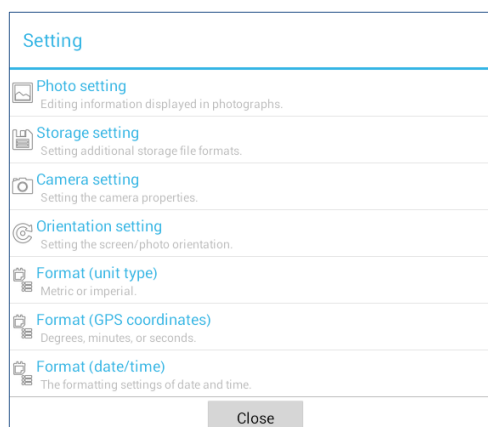 Setting
Photo setting
Editing information displayed in photographs.
Storage setting
Setting additional storage file formats.
Camera setting
Setting the camera properties.
Orientation setting
Setting the screen/photo orientation.
Format (unit type)
Metric or imperial.
Format (GPS coordinates)
Degrees, minutes, or seconds.
Format (date/time)
The formatting settings of date and time.
Close